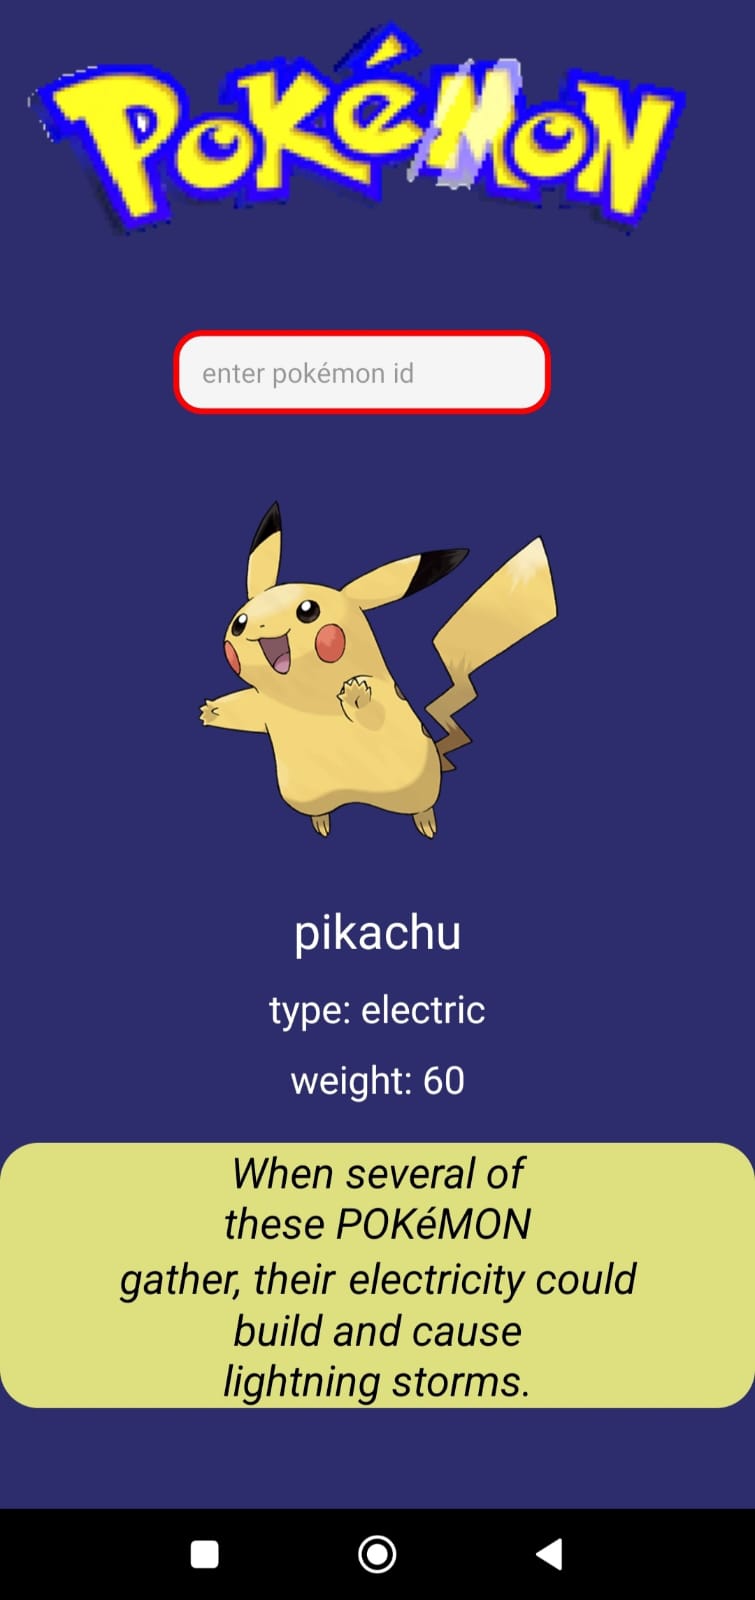 POKéMON
enter pokémon id
pikachu
type: electric
weight: 60
When several of
these POKéMON
gather, their electricity could
build and cause
lightning storms.